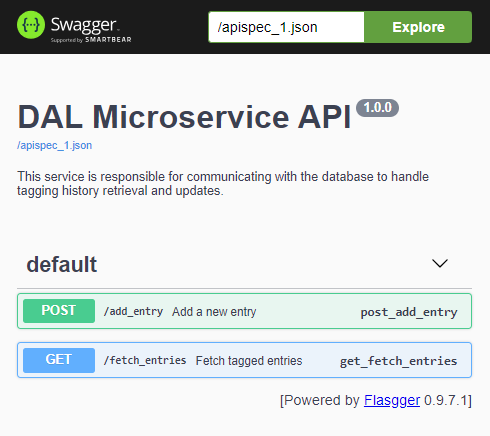 Swagger
Supported by SMARTBEAR
/apispec_1.json
Explore
DAL Microservice API 1.0.0
/apispec_1.json
This service is responsible for communicating with the database to handle
tagging history retrieval and updates.
default
POST /add_entry Add a new entry post_add_entry
GET /fetch_entries Fetch tagged entries get_fetch_entries
[Powered by Flasgger 0.9.7.1]